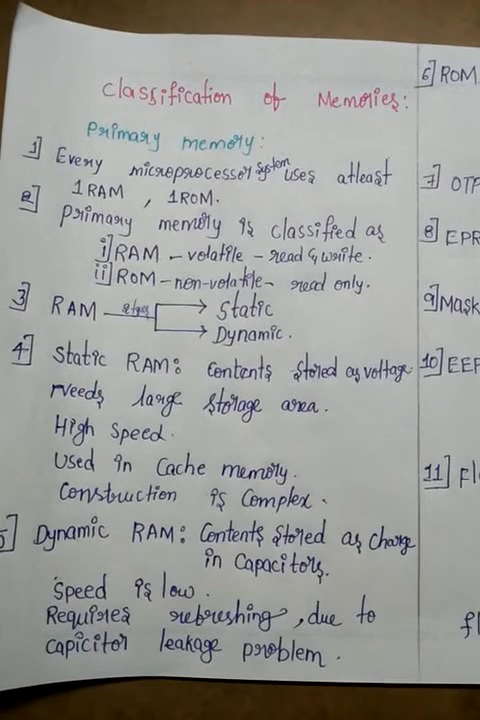 Classification of Memories:
Primary memory:
1] Every microprocessor system uses atleast
1 RAM, 1 ROM.
2] Primary memory is classified as
i] RAM - volatile - read & write.
ii] ROM - non-volatile - read only.
3] RAM 2 types → Static
→ Dynamic.
4] Static RAM: Contents stored as voltage
Needs large storage area.
High Speed.
Used in Cache memory.
Construction is Complex.
5] Dynamic RAM: Contents stored as charge
in Capacitors.
Speed is low.
Requires refreshing, due to
Capicitor leakage problem.
6] ROM
7] OTP
8] EPR
9] Mask
10] EEP
11] Fl
fl